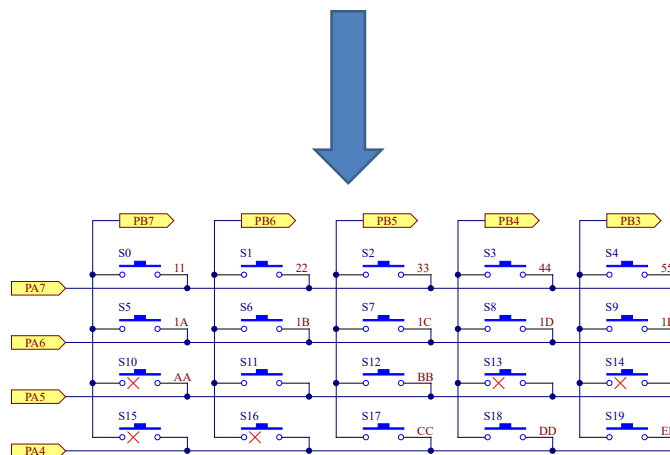 PB7 PB6 PB5 PB4 PB3
S0 S1 S2 S3 S4
11 22 33 44 55
PA7
S5 S6 S7 S8 S9
1A 1B 1C 1D
PA6
S10 S11 S12 S13 S14
AA BB
PA5
S15 S16 S17 S18 S19
CC DD
PA4